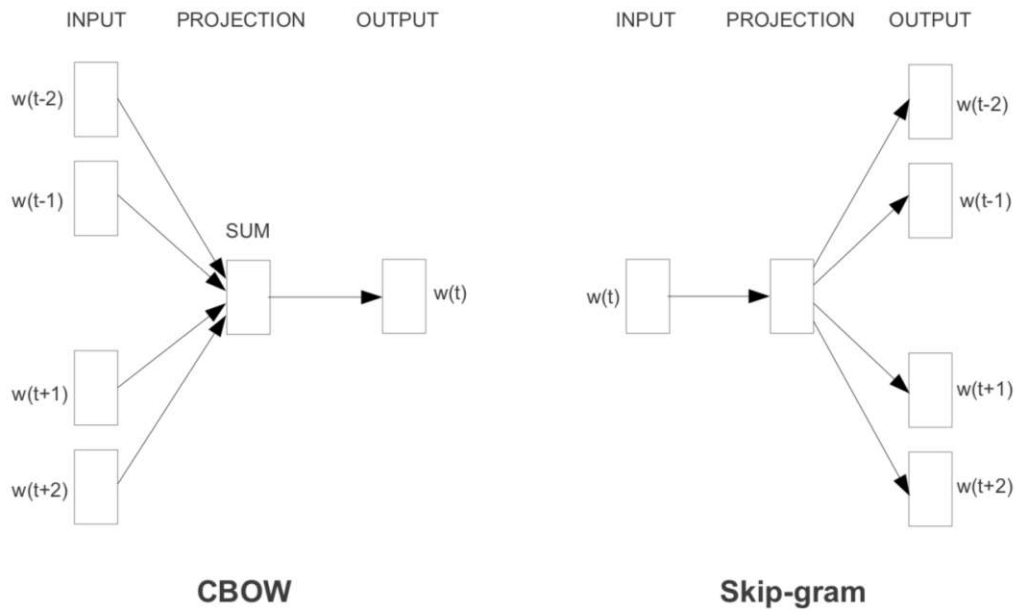 INPUT PROJECTION OUTPUT
w(t-2)
w(t-1)
SUM
w(t)
w(t+1)
w(t+2)
CBOW
INPUT PROJECTION OUTPUT
w(t-2)
w(t-1)
w(t)
w(t+1)
w(t+2)
Skip-gram